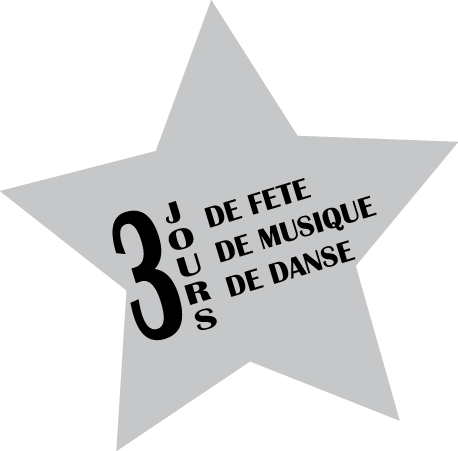 3 JOURS
DE FETE
DE MUSIQUE
DE DANSE